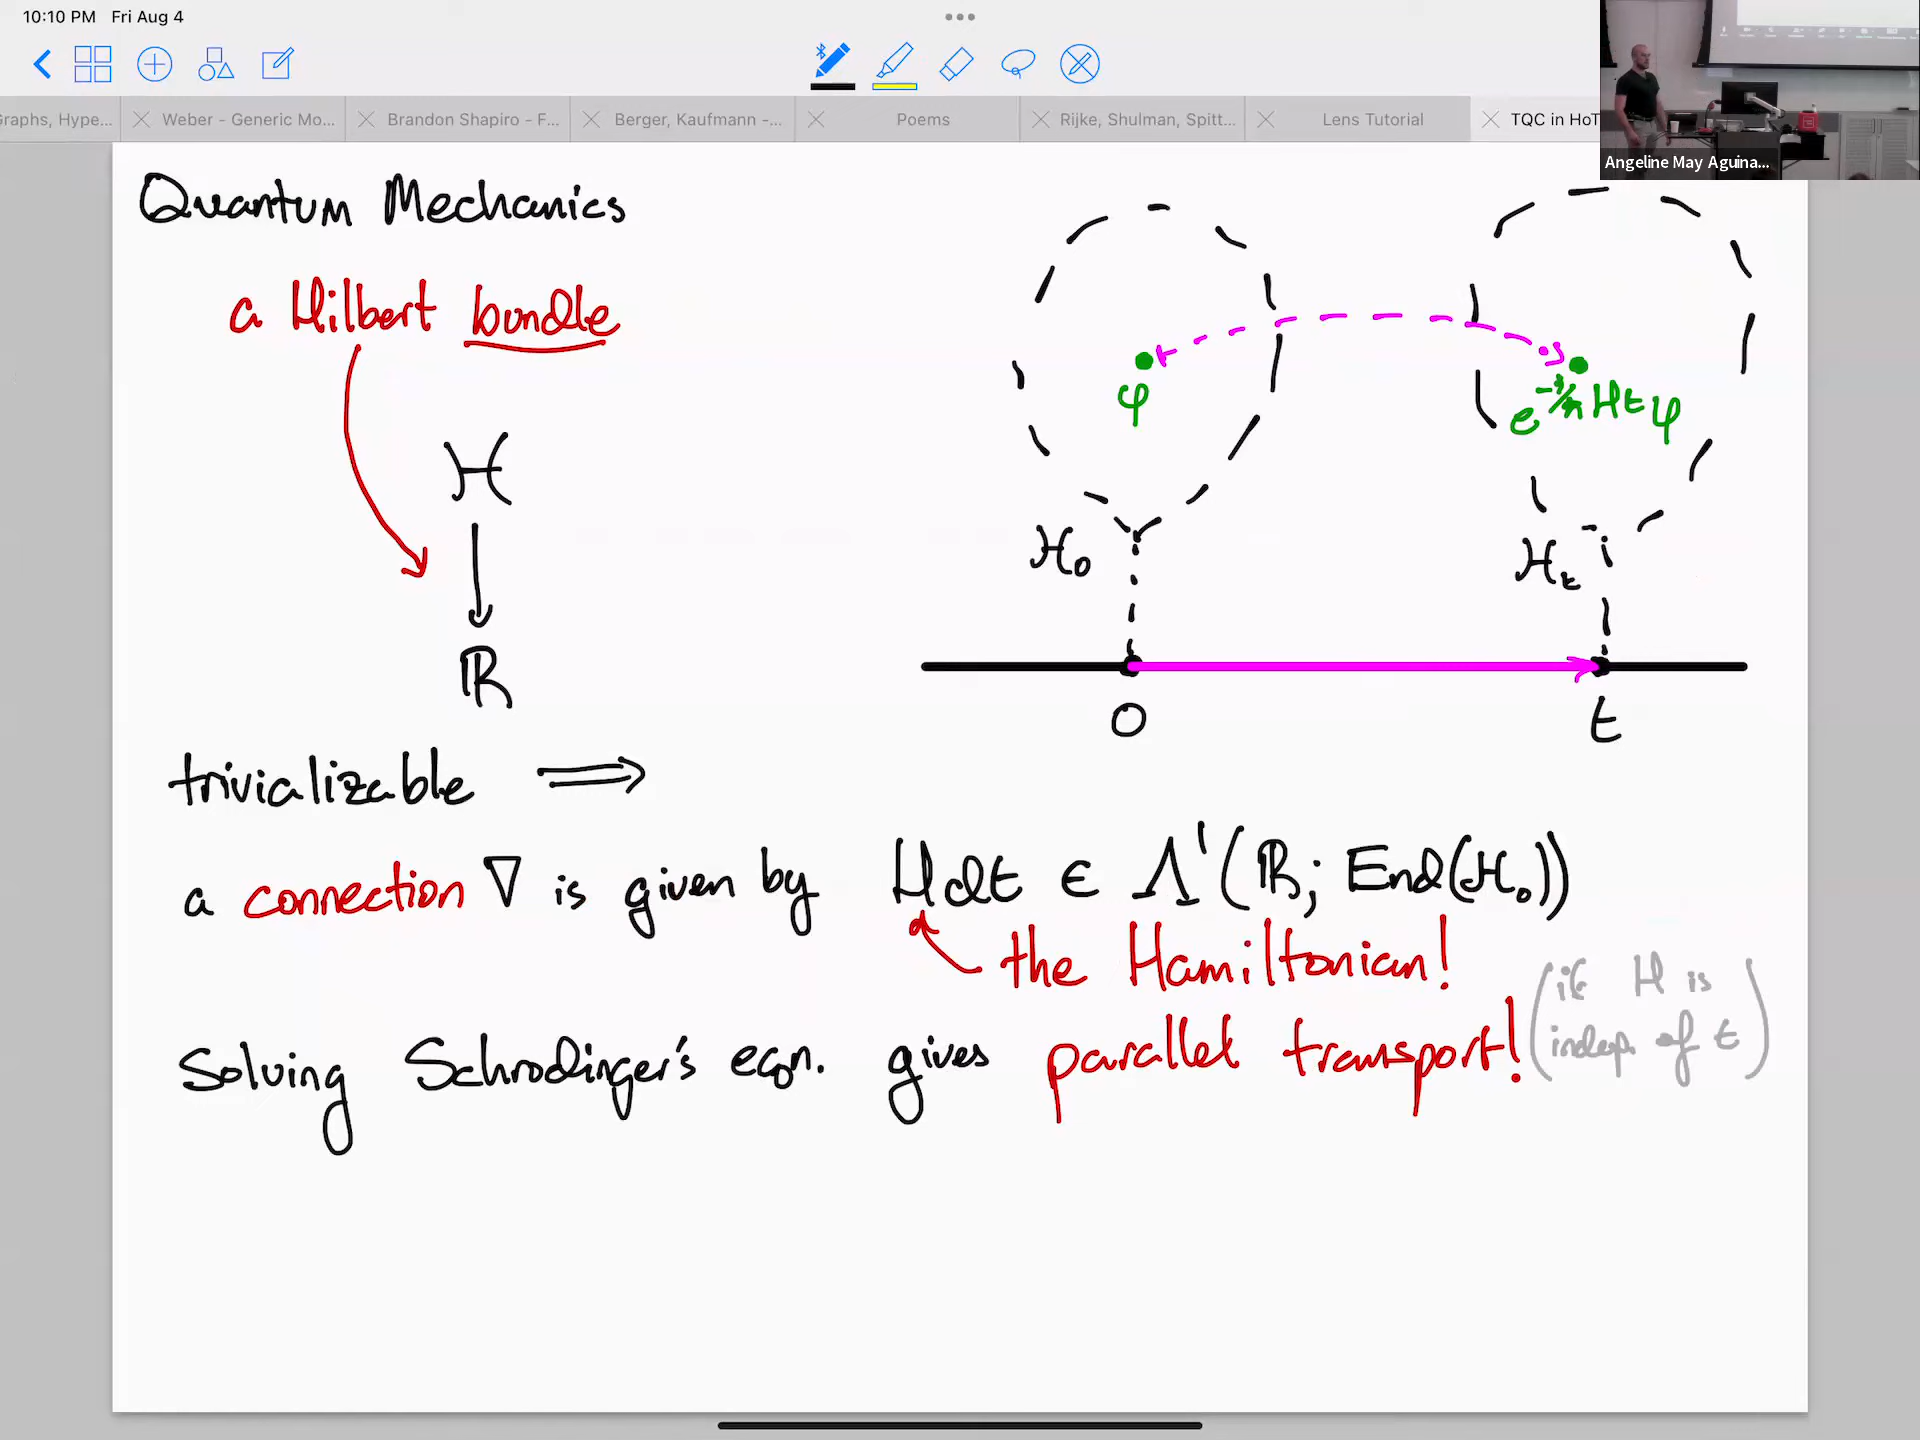 10:10 PM Fri Aug 4
Graphs, Hype...
Weber - Generic Mo...
Brandon Shapiro - F...
Berger, Kaufmann -...
Poems
Rijke, Shulman, Spitt...
Lens Tutorial
TQC in HoT
Angeline May Aguina...
Quantum Mechanics
a Hilbert bundle
φ
e^{-i/ħ Ht} φ
H
ℝ
H₀
Hₜ
0
t
trivializable ⟹
a connection ∇ is given by Hdt ∈ Λ¹(ℝ; End(H₀))
the Hamiltonian!
Solving Schrodinger's eqn. gives parallel transport!
(if H is
indep. of t)